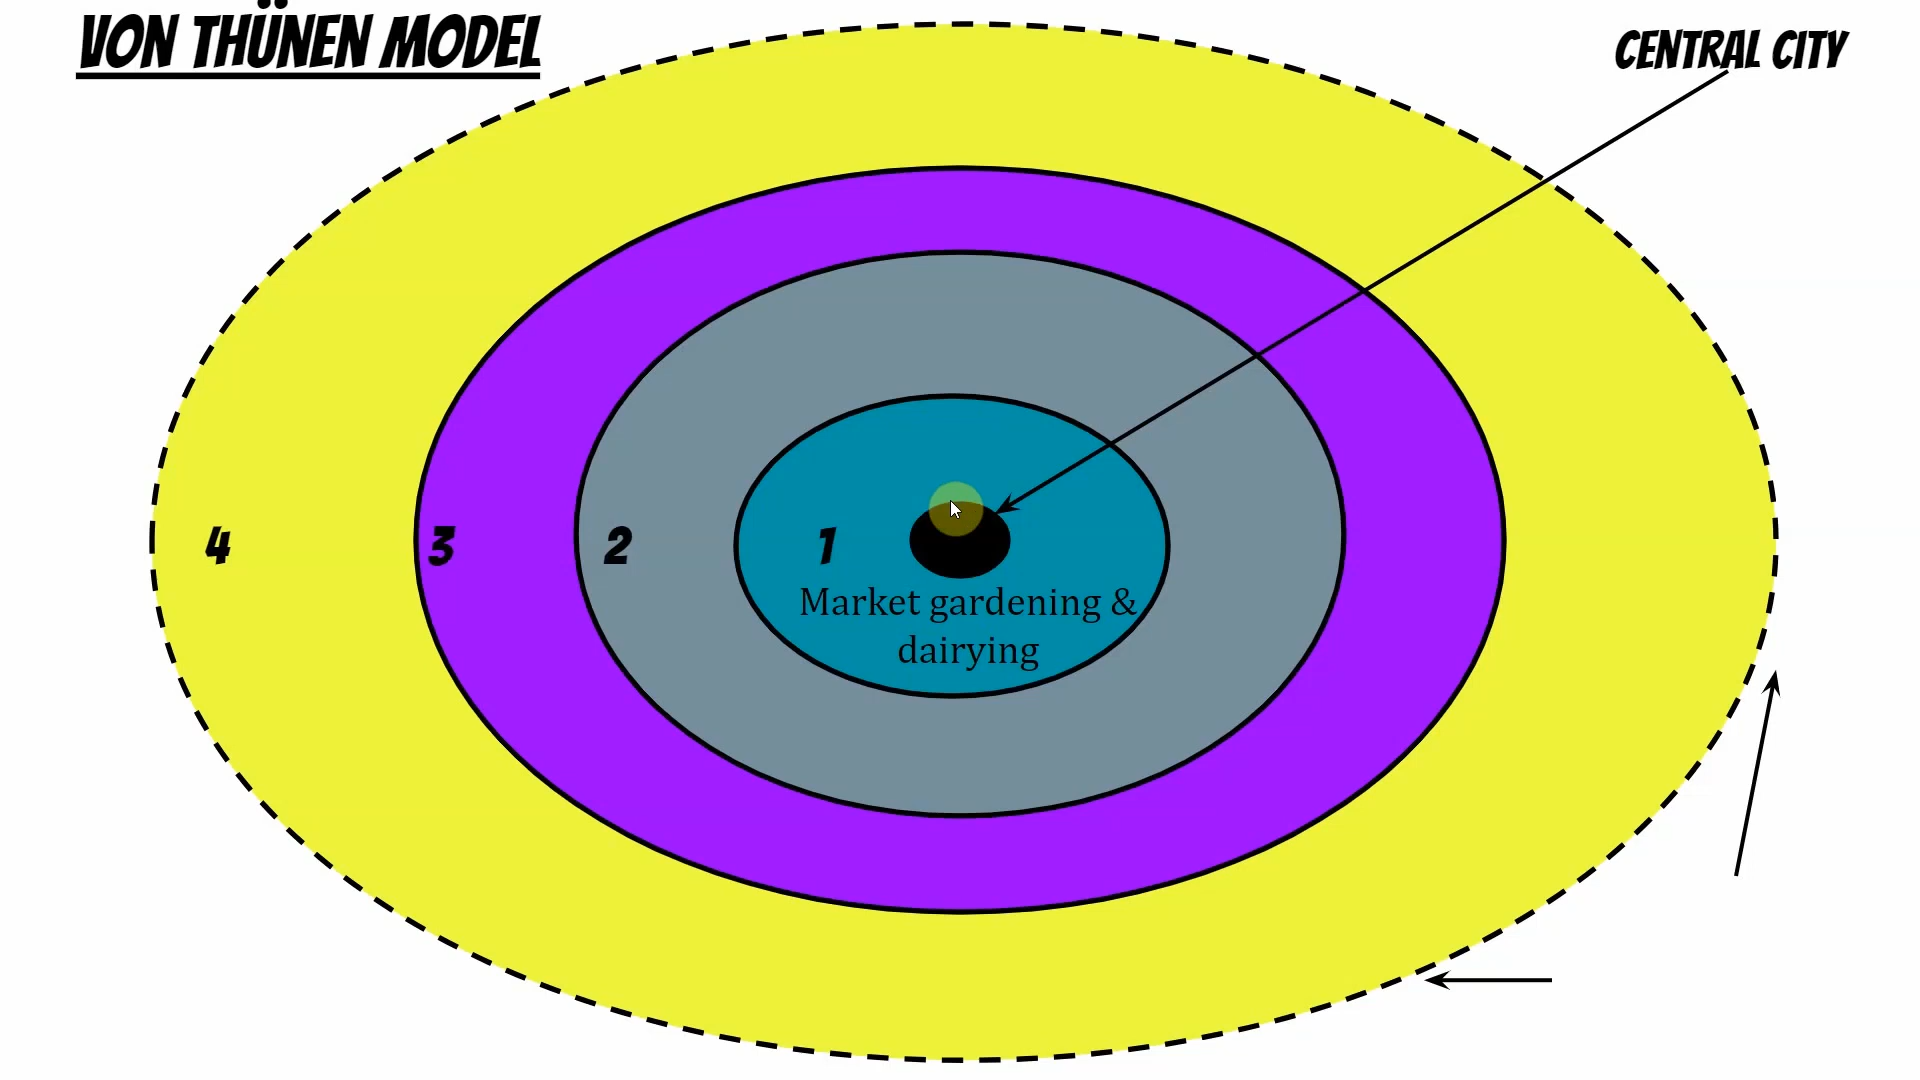 VON THÜNEN MODEL
CENTRAL CITY
4
3
2
1
Market gardening &
dairying